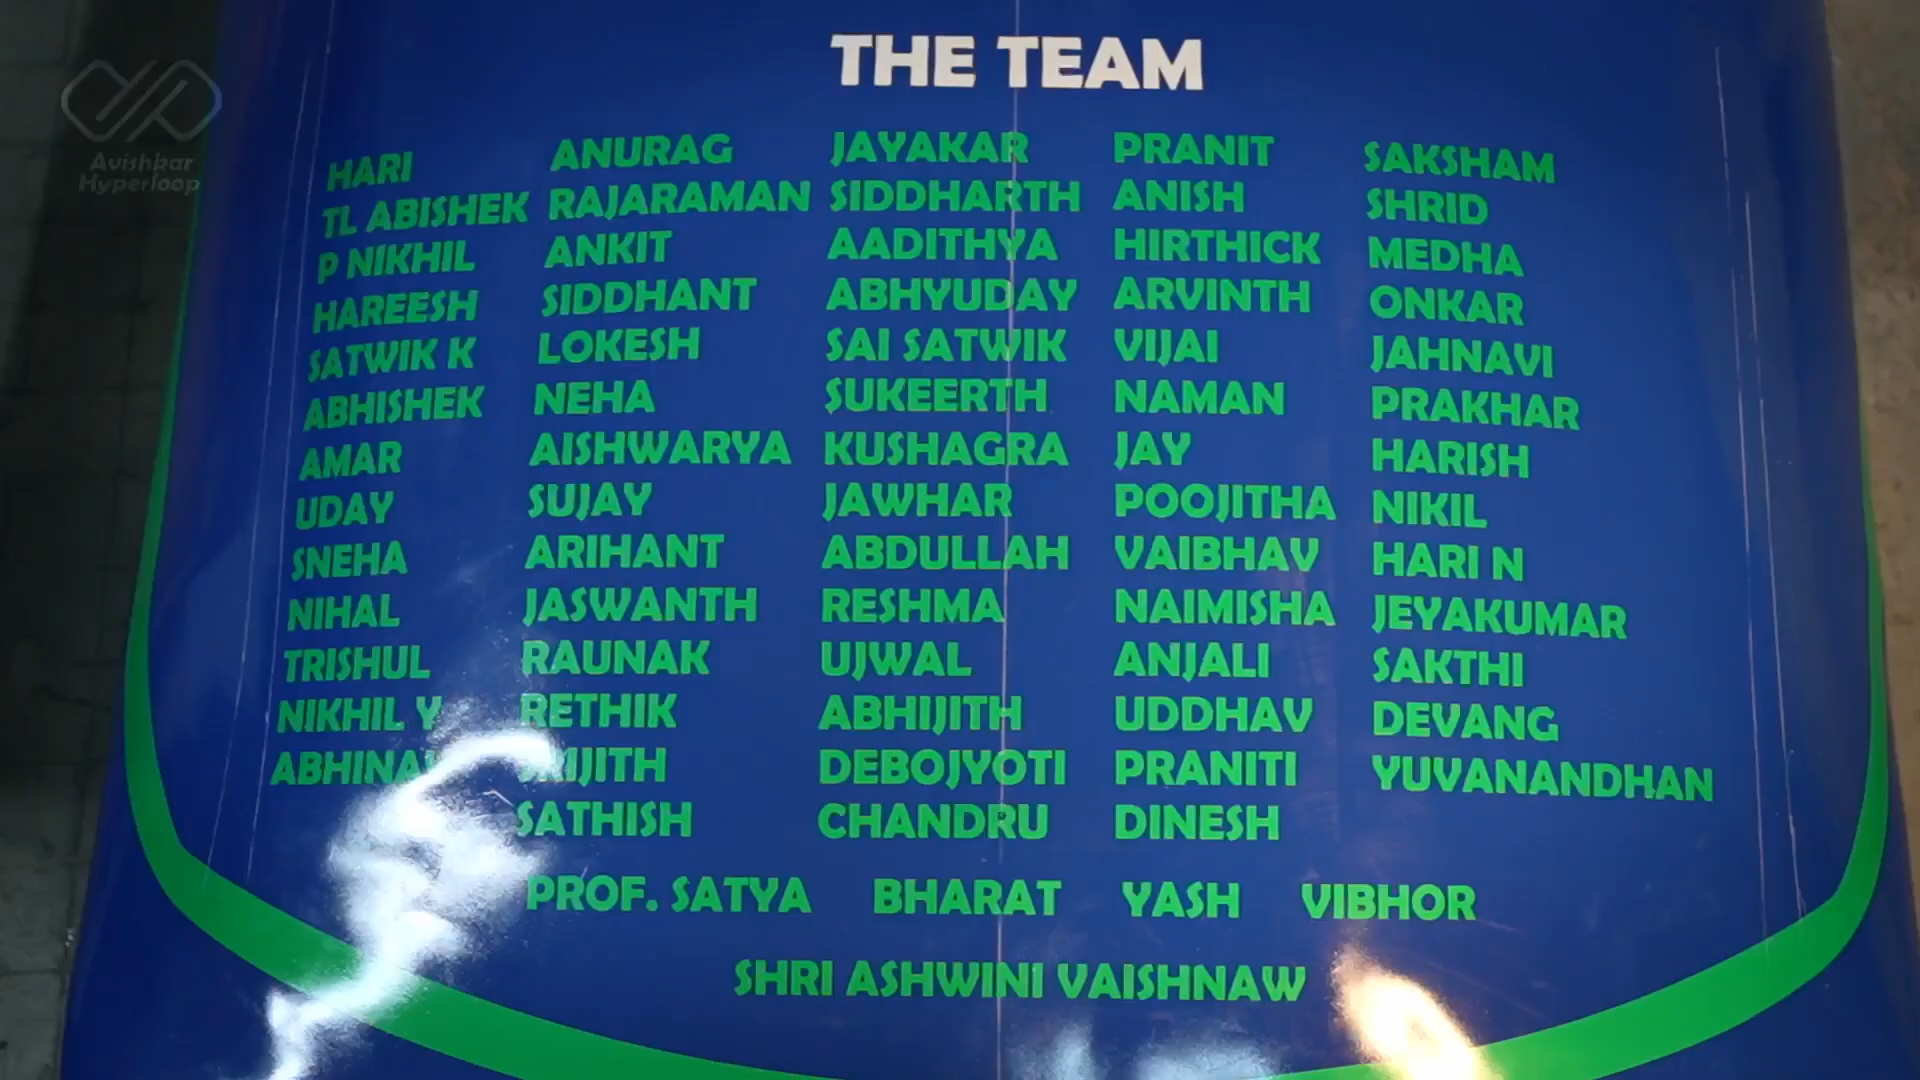 Avishkar
Hyperloop
THE TEAM
HARI
TL ABISHEK
P NIKHIL
HAREESH
SATWIK K
ABHISHEK
AMAR
UDAY
SNEHA
NIHAL
TRISHUL
NIKHIL Y
ANURAG
RAJARAMAN
ANKIT
SIDDHANT
LOKESH
NEHA
AISHWARYA
SUJAY
ARIHANT
JASWANTH
RAUNAK
RETHIK
SATHISH
JAYAKAR
SIDDHARTH
AADITHYA
ABHYUDAY
SAI SATWIK
SUKEERTH
KUSHAGRA
JAWHAR
ABDULLAH
RESHMA
UJWAL
ABHIJITH
DEBOJYOTI
CHANDRU
PRANIT
ANISH
HIRTHICK
ARVINTH
VIJAI
NAMAN
JAY
POOJITHA
VAIBHAV
NAIMISHA
ANJALI
UDDHAV
PRANITI
DINESH
SAKSHAM
SHRID
MEDHA
ONKAR
JAHNAVI
PRAKHAR
HARISH
NIKIL
HARI N
JEYAKUMAR
SAKTHI
DEVANG
YUVANANDHAN
PROF. SATYA BHARAT YASH VIBHOR
SHRI ASHWINI VAISHNAW